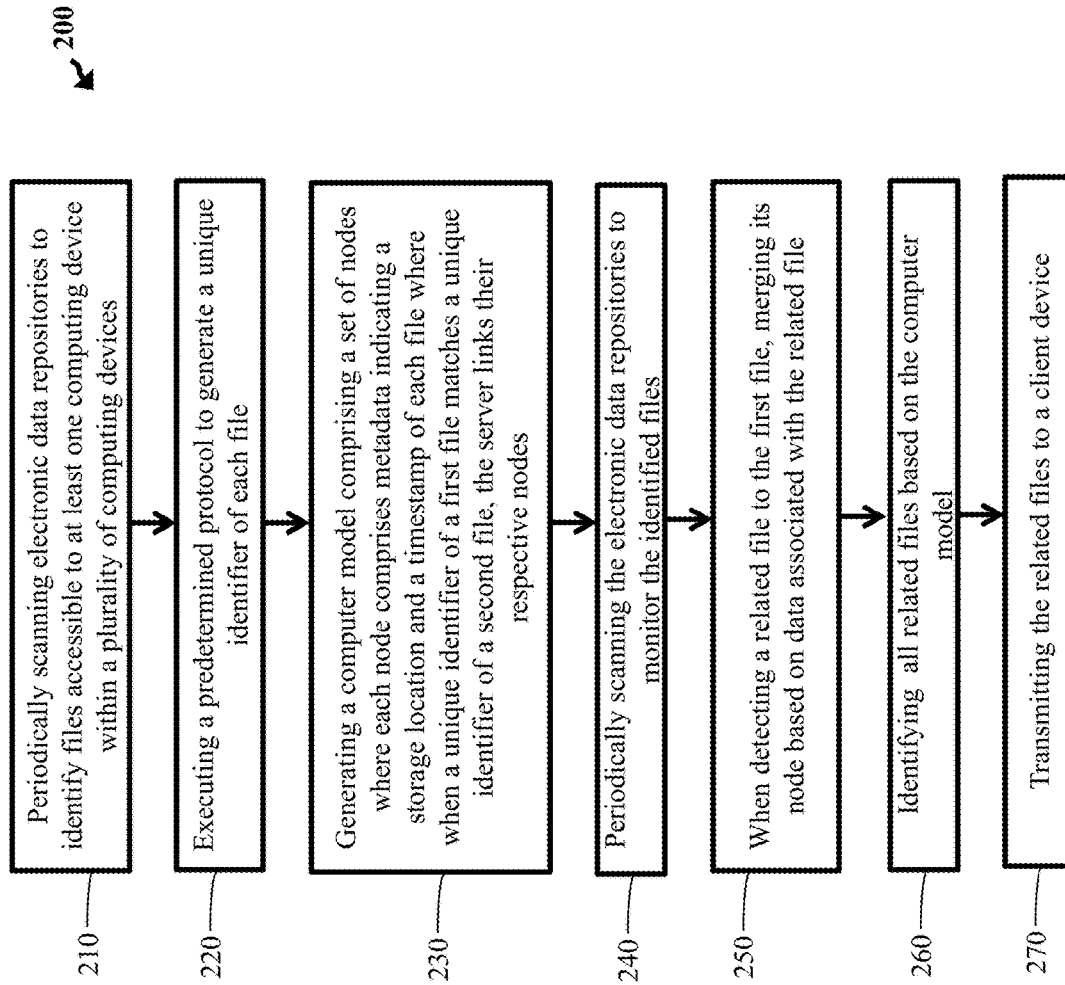 200
210
Periodically scanning electronic data repositories to
identify files accessible to at least one computing device
within a plurality of computing devices
220
Executing a predetermined protocol to generate a unique
identifier of each file
230
Generating a computer model comprising a set of nodes
where each node comprises metadata indicating a
storage location and a timestamp of each file where
when a unique identifier of a first file matches a unique
identifier of a second file, the server links their
respective nodes
240
Periodically scanning the electronic data repositories to
monitor the identified files
250
When detecting a related file to the first file, merging its
node based on data associated with the related file
260
Identifying all related files based on the computer
model
270
Transmitting the related files to a client device